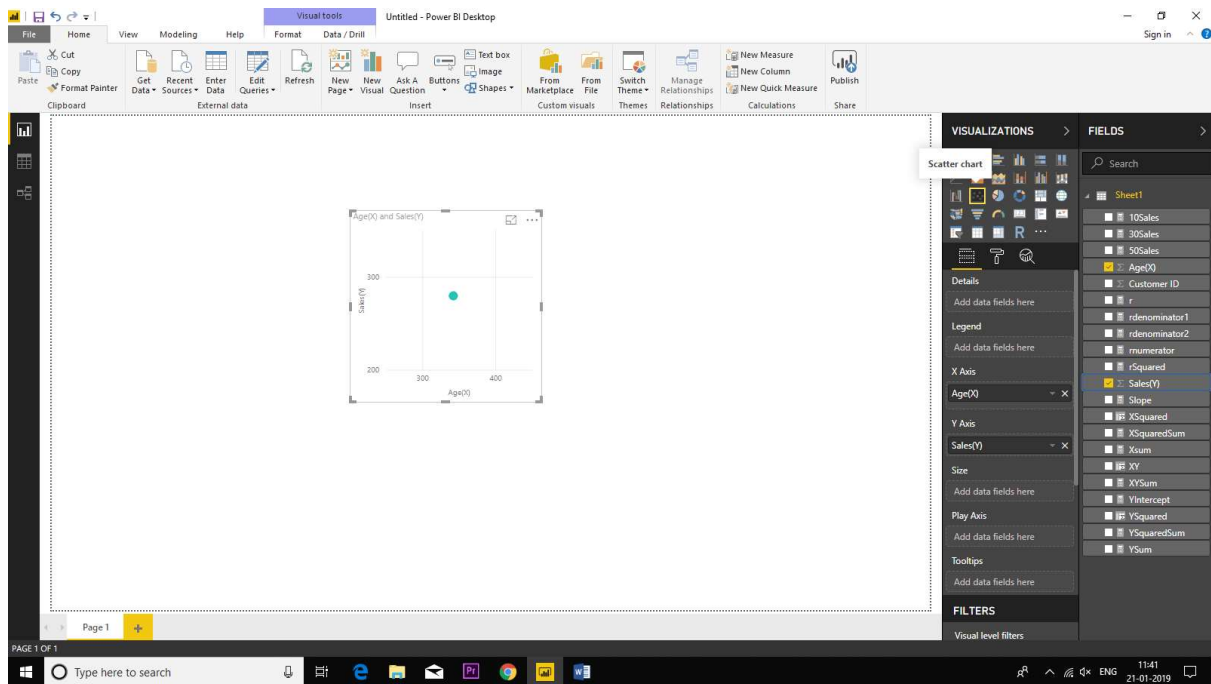 Visual tools
Untitled - Power BI Desktop
File
Home
View
Modeling
Help
Format
Data / Drill
Sign in
Paste
Cut
Copy
Format Painter
Get Data
Recent Sources
Enter Data
Edit Queries
Refresh
New Page
New Visual
Ask A Question
Buttons
Text box
Image
Shapes
From Marketplace
From File
Switch Theme
Manage Relationships
New Measure
New Column
New Quick Measure
Publish
Clipboard
External data
Insert
Custom visuals
Themes
Relationships
Calculations
Share
VISUALIZATIONS
Scatter chart
R
Details
Add data fields here
Legend
Add data fields here
X Axis
Age(X)
Y Axis
Sales(Y)
Size
Add data fields here
Play Axis
Add data fields here
Tooltips
Add data fields here
FILTERS
Visual level filters
FIELDS
Search
Sheet1
10Sales
30Sales
50Sales
Age(X)
Customer ID
r
rdenominator1
rdenominator2
rnumerator
rSquared
Sales(Y)
Slope
XSquared
XSquaredSum
Xsum
XY
XYSum
YIntercept
YSquared
YSquaredSum
YSum
Age(X) and Sales(Y)
300
Sales(Y)
200
300
400
Age(X)
Page 1
PAGE 1 OF 1
Type here to search
Pr
ENG
11:41
21-01-2019